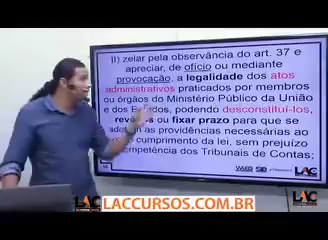 II) zelar pela observância do art. 37 e
apreciar, de ofício ou mediante
provocação, a legalidade dos atos
administrativos praticados por membros
ou órgãos do Ministério Público da União
e dos Estados, podendo desconstituí-los,
ou fixar prazo para que se
as providências necessárias ao
cumprimento da lei, sem prejuízo
competência dos Tribunais de Contas;
LAC
LAC
LACCURSOS.COM.BR